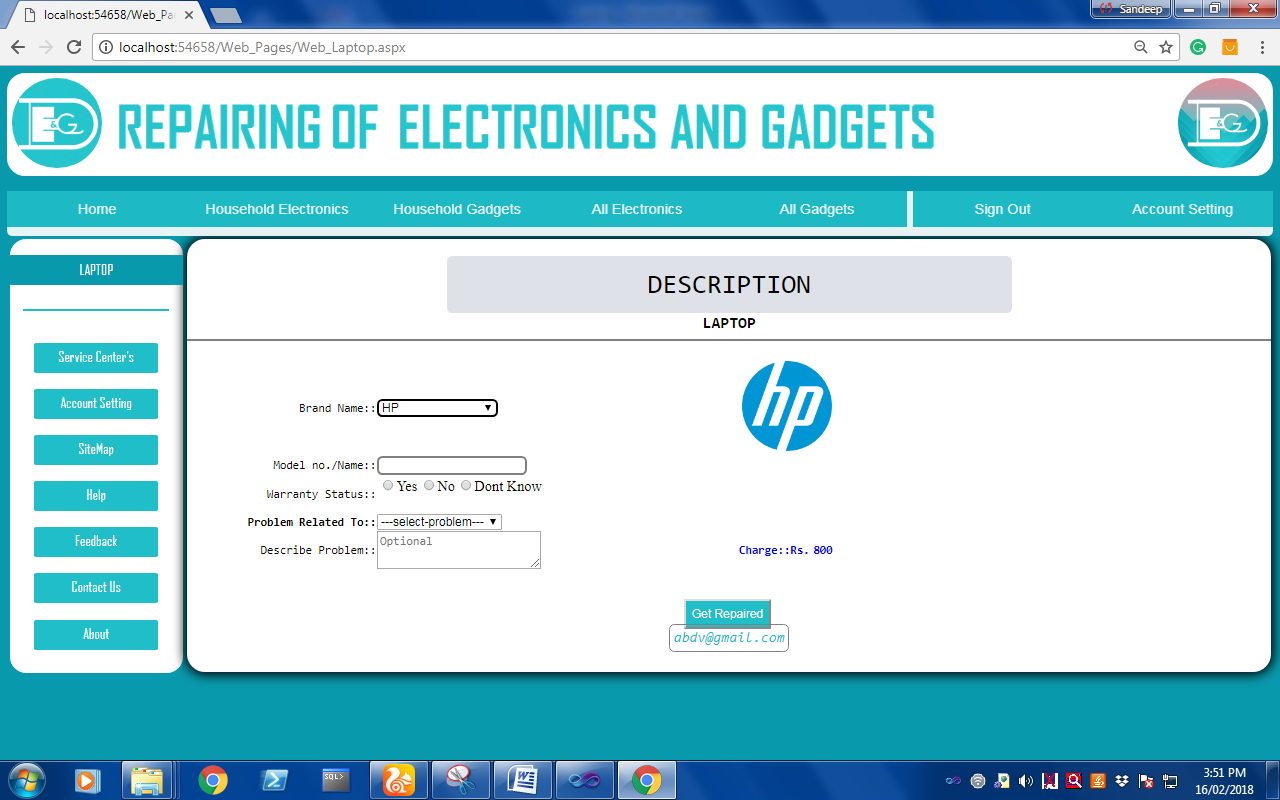 localhost:54658/Web_Pa
Sandeep
localhost:54658/Web_Pages/Web_Laptop.aspx
E&G REPAIRING OF ELECTRONICS AND GADGETS E&G
Home Household Electronics Household Gadgets All Electronics All Gadgets Sign Out Account Setting
LAPTOP
Service Center's
Account Setting
SiteMap
Help
Feedback
Contact Us
About
DESCRIPTION
LAPTOP
Brand Name:: HP
hp
Model no./Name::
Warranty Status:: Yes No Dont Know
Problem Related To:: ---select-problem---
Describe Problem:: Optional
Charge::Rs. 800
Get Repaired
abdv@gmail.com
SQL>
3:51 PM
16/02/2018